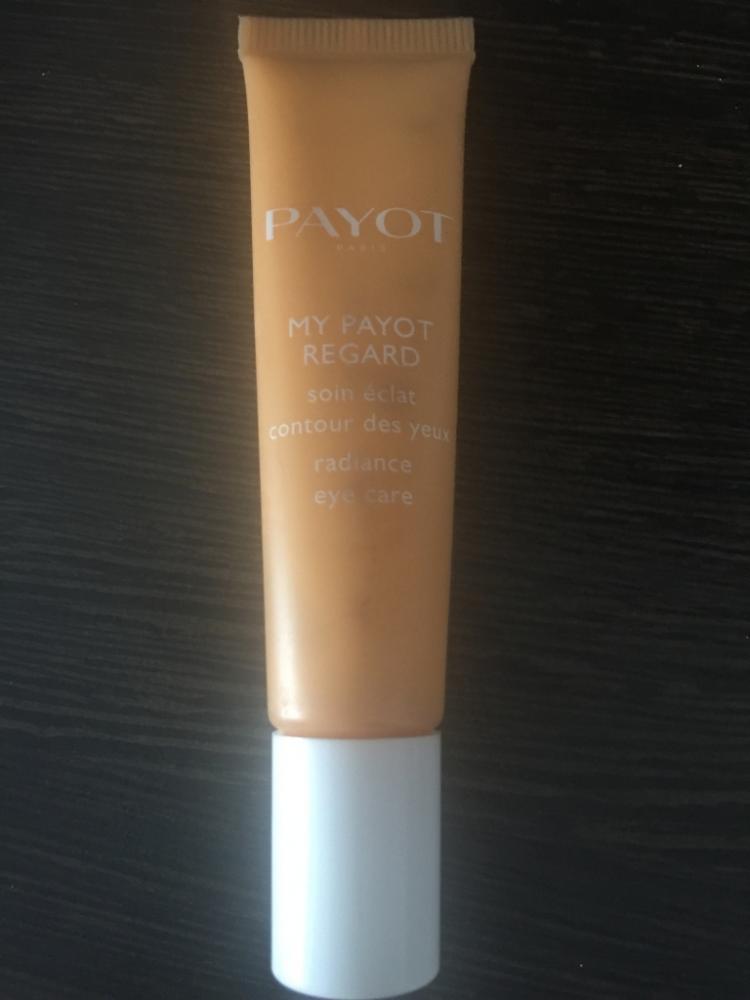 PAYOT
PARIS
MY PAYOT
REGARD
soin éclat
contour des yeux
radiance
eye care